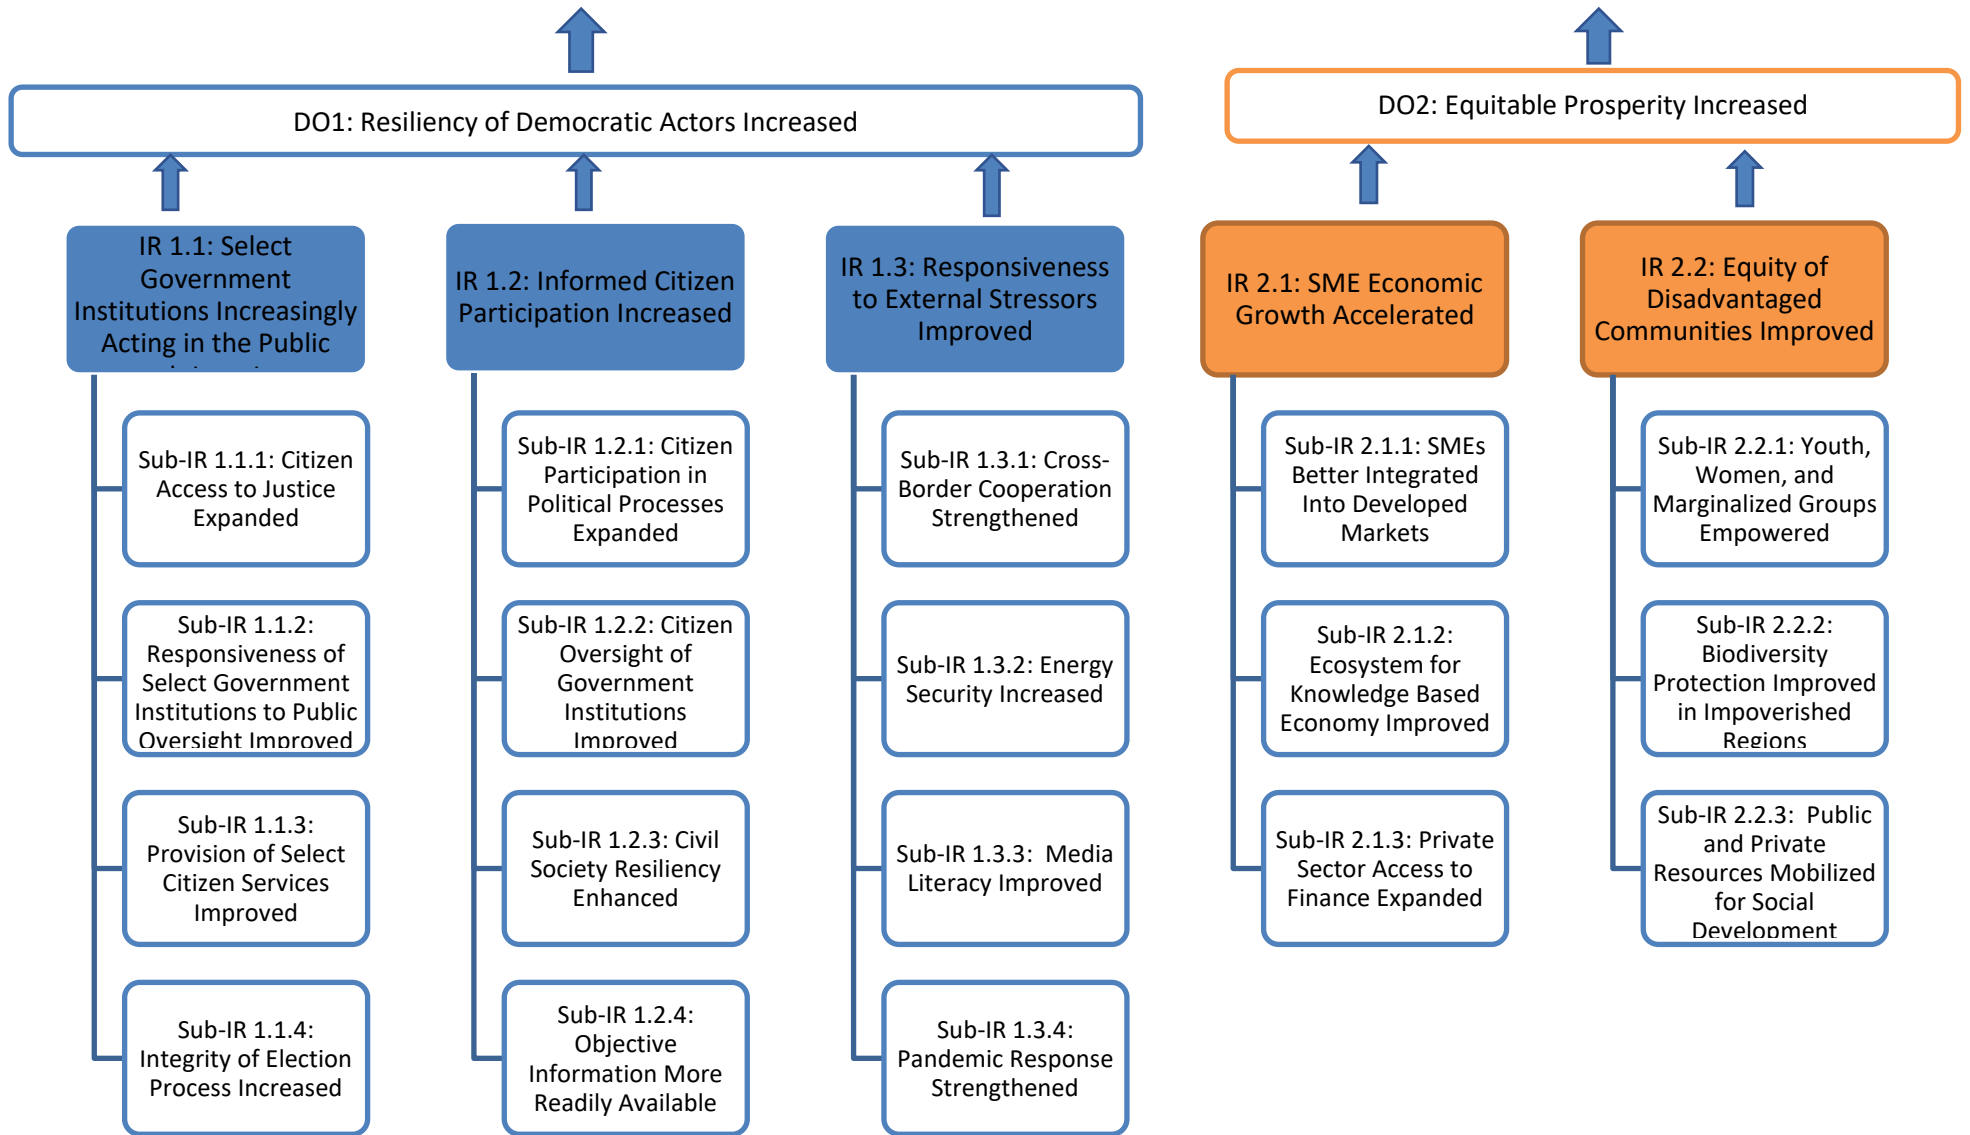 DO1: Resiliency of Democratic Actors Increased
DO2: Equitable Prosperity Increased
IR 1.1: Select
Government
Institutions Increasingly
Acting in the Public
IR 1.2: Informed Citizen
Participation Increased
IR 1.3: Responsiveness
to External Stressors
Improved
IR 2.1: SME Economic
Growth Accelerated
IR 2.2: Equity of
Disadvantaged
Communities Improved
Sub-IR 1.1.1: Citizen
Access to Justice
Expanded
Sub-IR 1.2.1: Citizen
Participation in
Political Processes
Expanded
Sub-IR 1.3.1: Cross-
Border Cooperation
Strengthened
Sub-IR 2.1.1: SMEs
Better Integrated
Into Developed
Markets
Sub-IR 2.2.1: Youth,
Women, and
Marginalized Groups
Empowered
Sub-IR 1.1.2:
Responsiveness of
Select Government
Institutions to Public
Oversight Improved
Sub-IR 1.2.2: Citizen
Oversight of
Government
Institutions
Improved
Sub-IR 1.3.2: Energy
Security Increased
Sub-IR 2.1.2:
Ecosystem for
Knowledge Based
Economy Improved
Sub-IR 2.2.2:
Biodiversity
Protection Improved
in Impoverished
Regions
Sub-IR 1.1.3:
Provision of Select
Citizen Services
Improved
Sub-IR 1.2.3: Civil
Society Resiliency
Enhanced
Sub-IR 1.3.3:  Media
Literacy Improved
Sub-IR 2.1.3: Private
Sector Access to
Finance Expanded
Sub-IR 2.2.3:  Public
and Private
Resources Mobilized
for Social
Development
Sub-IR 1.1.4:
Integrity of Election
Process Increased
Sub-IR 1.2.4:
Objective
Information More
Readily Available
Sub-IR 1.3.4:
Pandemic Response
Strengthened